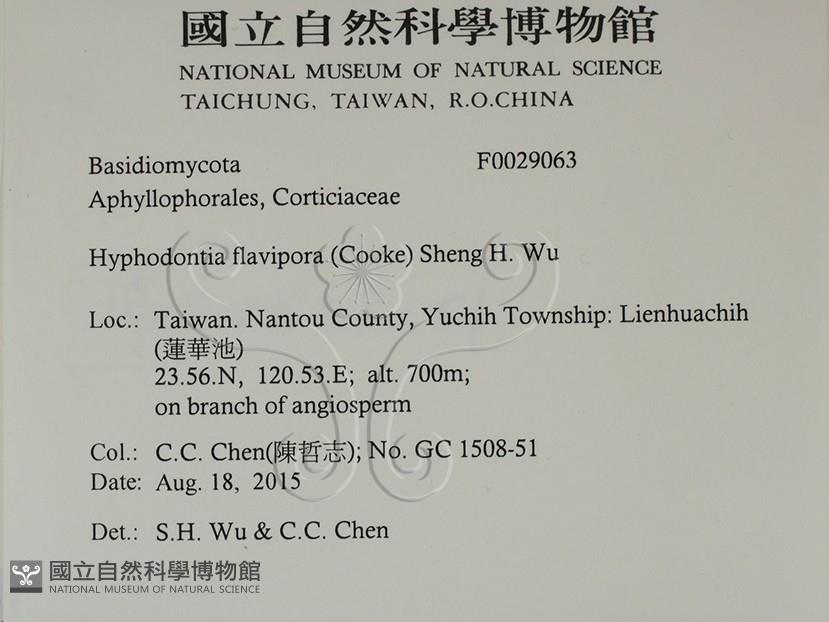 國立自然科學博物館
NATIONAL MUSEUM OF NATURAL SCIENCE
TAICHUNG, TAIWAN, R.O.CHINA
Basidiomycota F0029063
Aphyllophorales, Corticiaceae
Hyphodontia flavipora (Cooke) Sheng H. Wu
Loc.: Taiwan. Nantou County, Yuchih Township: Lienhuachih
(蓮華池)
23.56.N, 120.53.E; alt. 700m;
on branch of angiosperm
Col.: C.C. Chen(陳哲志); No. GC 1508-51
Date: Aug. 18, 2015
Det.: S.H. Wu & C.C. Chen
國立自然科學博物館
NATIONAL MUSEUM OF NATURAL SCIENCE